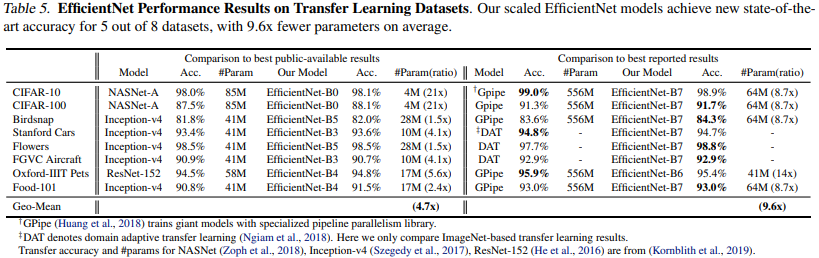 Table 5. EfficientNet Performance Results on Transfer Learning Datasets. Our scaled EfficientNet models achieve new state-of-the-
art accuracy for 5 out of 8 datasets, with 9.6x fewer parameters on average.
Comparison to best public-available results Comparison to best reported results
Model Acc. #Param Our Model Acc. #Param(ratio) Model Acc. #Param Our Model Acc. #Param(ratio)
CIFAR-10 NASNet-A 98.0% 85M EfficientNet-B0 98.1% 4M (21x) †Gpipe 99.0% 556M EfficientNet-B7 98.9% 64M (8.7x)
CIFAR-100 NASNet-A 87.5% 85M EfficientNet-B0 88.1% 4M (21x) Gpipe 91.3% 556M EfficientNet-B7 91.7% 64M (8.7x)
Birdsnap Inception-v4 81.8% 41M EfficientNet-B5 82.0% 28M (1.5x) GPipe 83.6% 556M EfficientNet-B7 84.3% 64M (8.7x)
Stanford Cars Inception-v4 93.4% 41M EfficientNet-B3 93.6% 10M (4.1x) ‡DAT 94.8% - EfficientNet-B7 94.7% -
Flowers Inception-v4 98.5% 41M EfficientNet-B5 98.5% 28M (1.5x) DAT 97.7% - EfficientNet-B7 98.8% -
FGVC Aircraft Inception-v4 90.9% 41M EfficientNet-B3 90.7% 10M (4.1x) DAT 92.9% - EfficientNet-B7 92.9% -
Oxford-IIIT Pets ResNet-152 94.5% 58M EfficientNet-B4 94.8% 17M (5.6x) GPipe 95.9% 556M EfficientNet-B6 95.4% 41M (14x)
Food-101 Inception-v4 90.8% 41M EfficientNet-B4 91.5% 17M (2.4x) GPipe 93.0% 556M EfficientNet-B7 93.0% 64M (8.7x)
Geo-Mean (4.7x) (9.6x)
†GPipe (Huang et al., 2018) trains giant models with specialized pipeline parallelism library.
‡DAT denotes domain adaptive transfer learning (Ngiam et al., 2018). Here we only compare ImageNet-based transfer learning results.
Transfer accuracy and #params for NASNet (Zoph et al., 2018), Inception-v4 (Szegedy et al., 2017), ResNet-152 (He et al., 2016) are from (Kornblith et al., 2019).